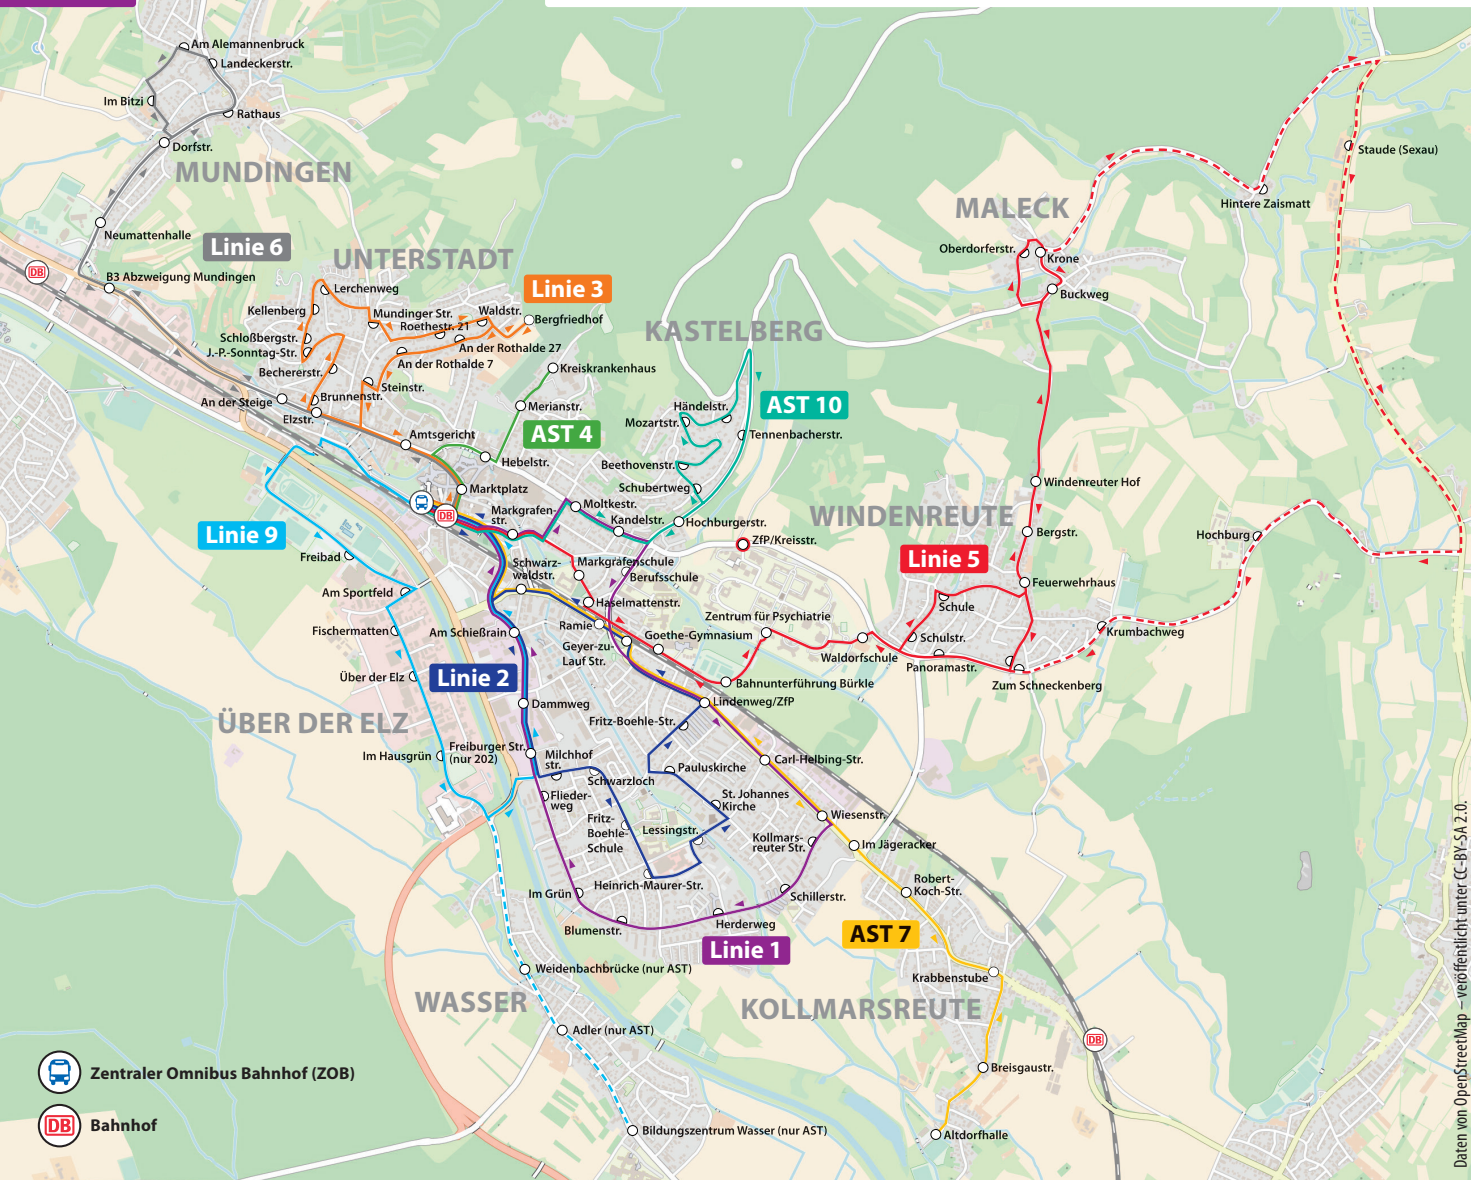 Am Alemannenbruck
Landeckerstr.
Im Bitzi
Rathaus
Dorfstr.
MUNDINGEN
Staude (Sexau)
Hintere Zaismatt
MALECK
Oberdorferstr.
Krone
Buckweg
Neumattenhalle
Linie 6
DB
B3 Abzweigung Mundingen
UNTERSTADT
Lerchenweg
Linie 3
Kellenberg
Mundinger Str.
Waldstr.
Roethestr. 21
Bergfriedhof
KASTELBERG
Schloßbergstr.
J.-P.-Sonntag-Str.
An der Rothalde 27
An der Rothalde 7
Bechererstr.
Kreiskrankenhaus
Steinstr.
Brunnenstr.
An der Steige
Elzstr.
Merianstr.
AST 4
Händelstr.
AST 10
Mozartstr.
Tennenbacherstr.
Amtsgericht
Hebelstr.
Beethovenstr.
Schubertweg
Marktplatz
DB
Markgrafen-
str.
Moltkestr.
Kandelstr.
Hochburgerstr.
ZfP/Kreisstr.
WINDENREUTE
Windenreuter Hof
Bergstr.
Hochburg
Linie 9
Freibad
Linie 5
Schwarz-
waldstr.
Markgrafenschule
Berufsschule
Feuerwehrhaus
Am Sportfeld
Haselmattenstr.
Schule
Fischermatten
Am Schießrain
Ramie
Zentrum für Psychiatrie
Goethe-Gymnasium
Schulstr.
Krumbachweg
Geyer-zu-
Lauf Str.
Waldorfschule
Panoramastr.
Über der Elz
Linie 2
Bahnunterführung Bürkle
Zum Schneckenberg
Dammweg
Lindenweg/ZfP
ÜBER DER ELZ
Fritz-Boehle-Str.
Im Hausgrün
Freiburger Str.
(nur 202)
Milchhof
str.
Schwarzloch
Pauluskirche
Carl-Helbing-Str.
Flieder-
weg
St. Johannes
Kirche
Fritz-
Boehle-
Schule
Lessingstr.
Wiesenstr.
Kollmars-
reuter Str.
Im Jägeracker
Heinrich-Maurer-Str.
Im Grün
Schillerstr.
Robert-
Koch-Str.
Blumenstr.
Herderweg
Linie 1
AST 7
Weidenbachbrücke (nur AST)
Krabbenstube
WASSER
KOLLMARSREUTE
Adler (nur AST)
DB
Breisgaustr.
Bildungszentrum Wasser (nur AST)
Altdorfhalle
Zentraler Omnibus Bahnhof (ZOB)
DB Bahnhof
Daten von OpenStreetMap – veröffentlicht unter CC-BY-SA 2.0.